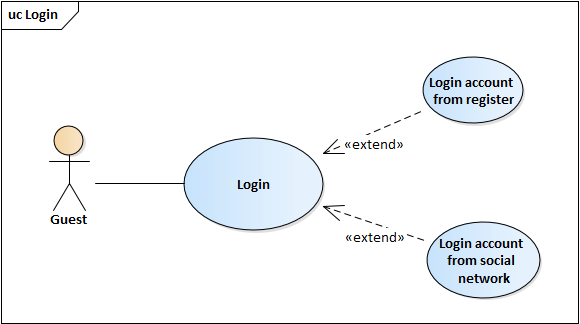 uc Login
Login account
from register
«extend»
Login
Guest
«extend»
Login account
from social
network